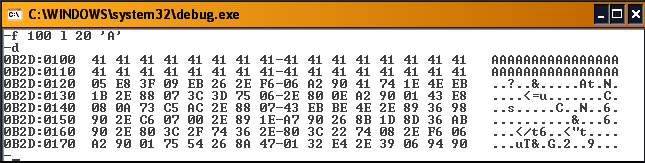 C:\WINDOWS\system32\debug.exe
-f 100 l 20 'A'
-d
0B2D:0100  41 41 41 41 41 41 41 41-41 41 41 41 41 41 41 41   AAAAAAAAAAAAAAAA
0B2D:0110  41 41 41 41 41 41 41 41-41 41 41 41 41 41 41 41   AAAAAAAAAAAAAAAA
0B2D:0120  05 E8 3F 09 EB 26 2E F6-06 A2 90 41 74 1E 4E EB   ..?..&.....At.N.
0B2D:0130  1B 2E 88 07 3C 3D 75 06-2E 80 0E A2 90 01 43 E8   ....<=u.......C.
0B2D:0140  08 0A 73 C5 AC 2E 88 07-43 EB BE 4E 2E 89 36 98   ..s.....C..N..6.
0B2D:0150  90 2E C6 07 00 2E 89 1E-A7 90 26 8B 1D 8D 36 AB   ..........&...6.
0B2D:0160  90 2E 80 3C 2F 74 36 2E-80 3C 22 74 08 2E F6 06   ...</t6..<"t....
0B2D:0170  A2 90 01 75 54 26 8A 47-01 32 E4 2E 39 06 94 90   ...uT&.G.2..9...
-